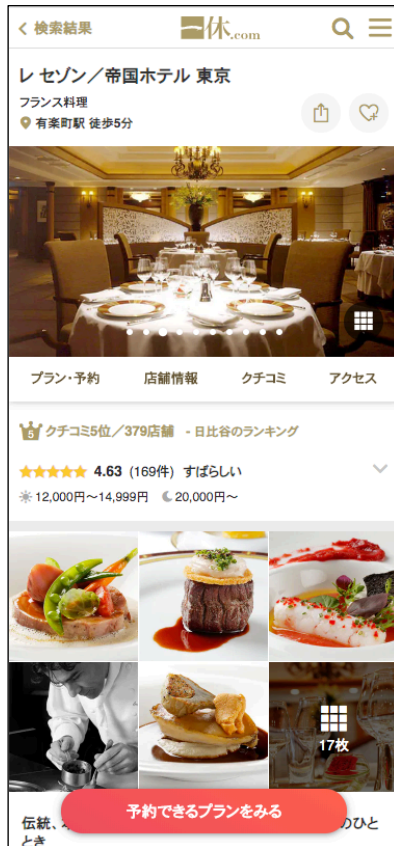 検索結果
一休.com
レ セゾン／帝国ホテル 東京
フランス料理
有楽町駅 徒歩5分
プラン・予約 店舗情報 クチコミ アクセス
5 クチコミ5位／379店舗 - 日比谷のランキング
4.63 (169件) すばらしい
12,000円～14,999円 20,000円～
17枚
予約できるプランをみる
伝統、 のひと
とき